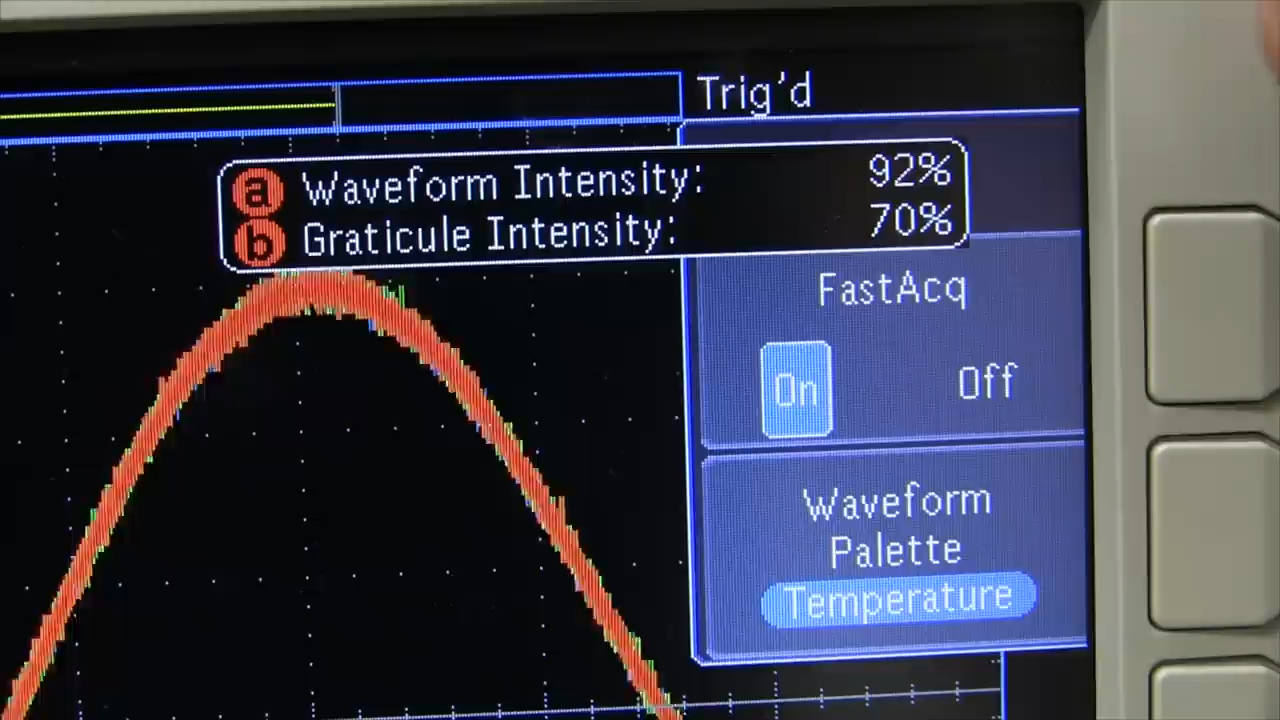 Trig'd
a Waveform Intensity: 92%
b Graticule Intensity: 70%
FastAcq
On Off
Waveform
Palette
Temperature